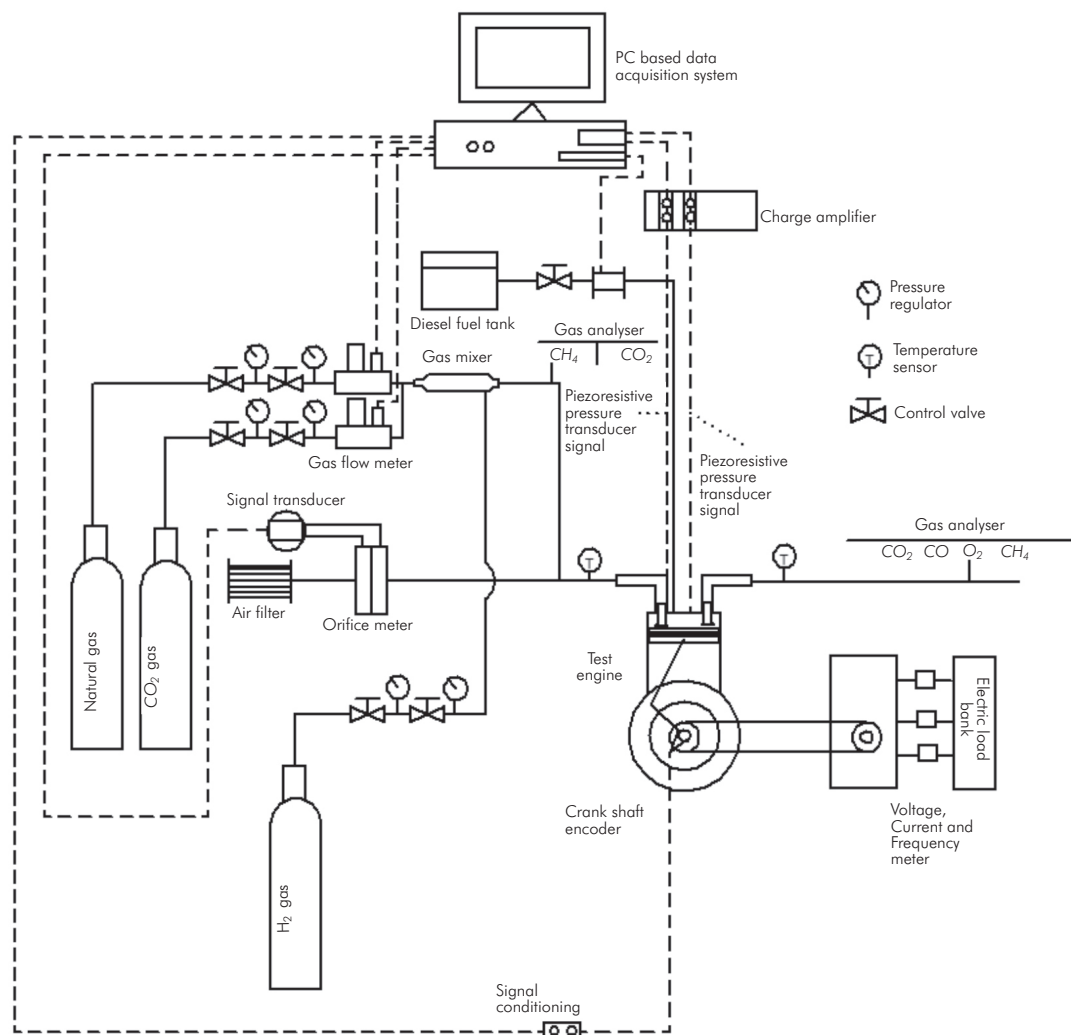 PC based data
acquisition system
Charge amplifier
Diesel fuel tank
Pressure
regulator
Temperature
sensor
T
Control valve
Gas analyser
CH₄ CO₂
Gas mixer
Gas flow meter
Piezoresistive
pressure
transducer
signal
Piezoresistive
pressure
transducer
signal
Signal transducer
Air filter
Orifice meter
T
T
Gas analyser
CO₂ CO O₂ CH₄
Natural gas
CO₂ gas
H₂ gas
Test
engine
Crank shaft
encoder
Electric load
bank
Voltage,
Current and
Frequency
meter
Signal
conditioning